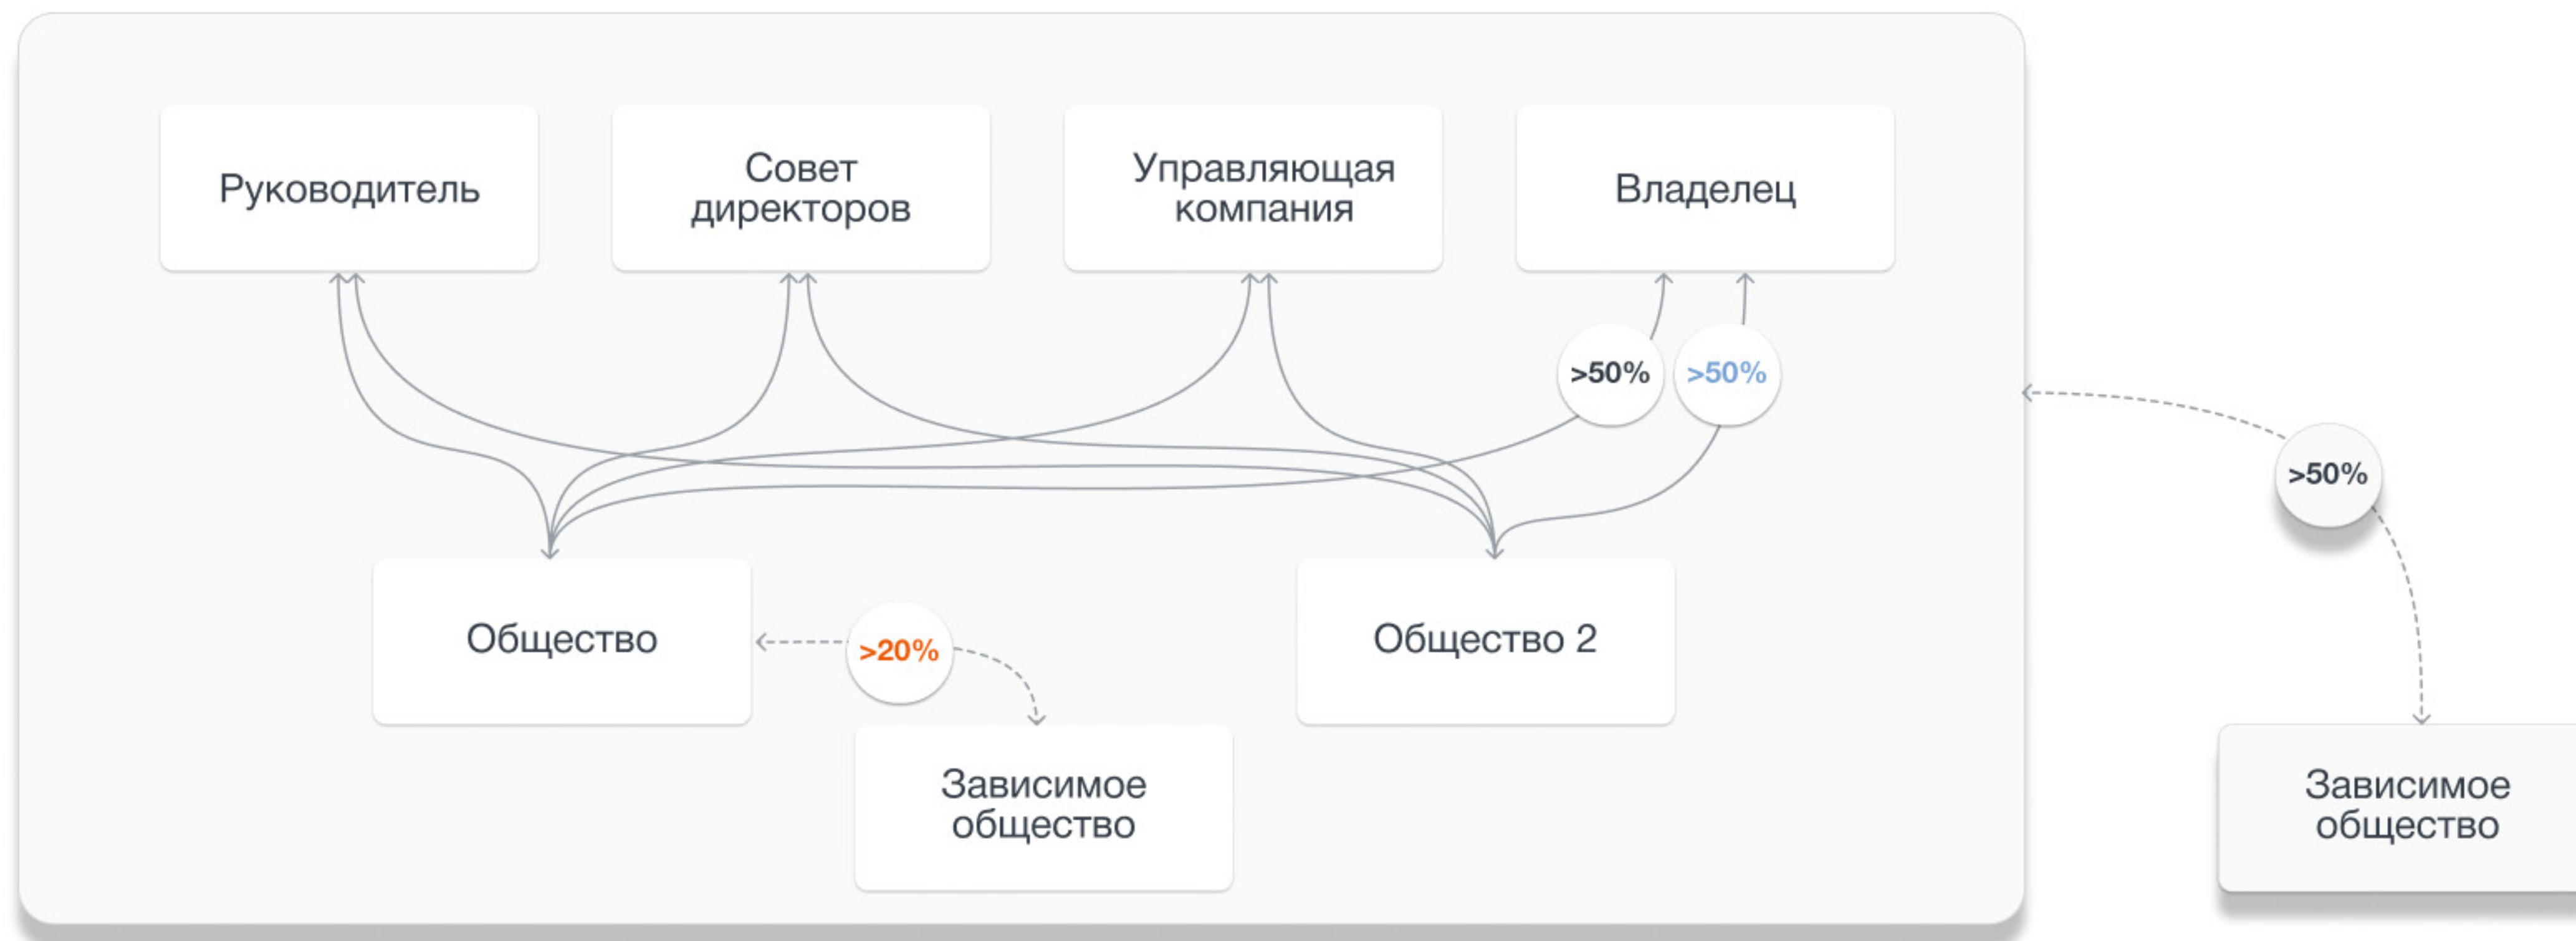 Руководитель
Совет
директоров
Управляющая
компания
Владелец
>50%
>50%
>50%
Общество
>20%
Общество 2
Зависимое
общество
Зависимое
общество